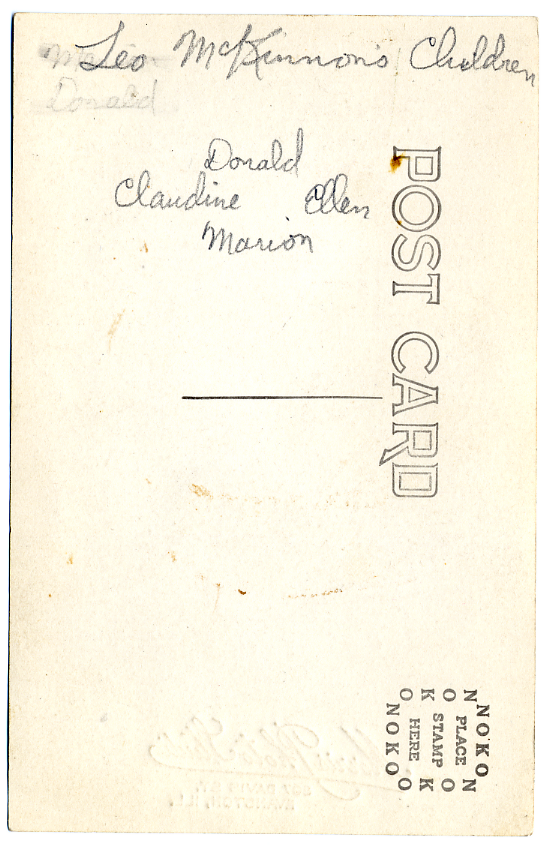 Leo McKinnon's Children
Donald
Donald
Claudine Ellen
Marion
POST CARD
NOKO
N PLACE N
O STAMP O
K HERE K
O NOKO O